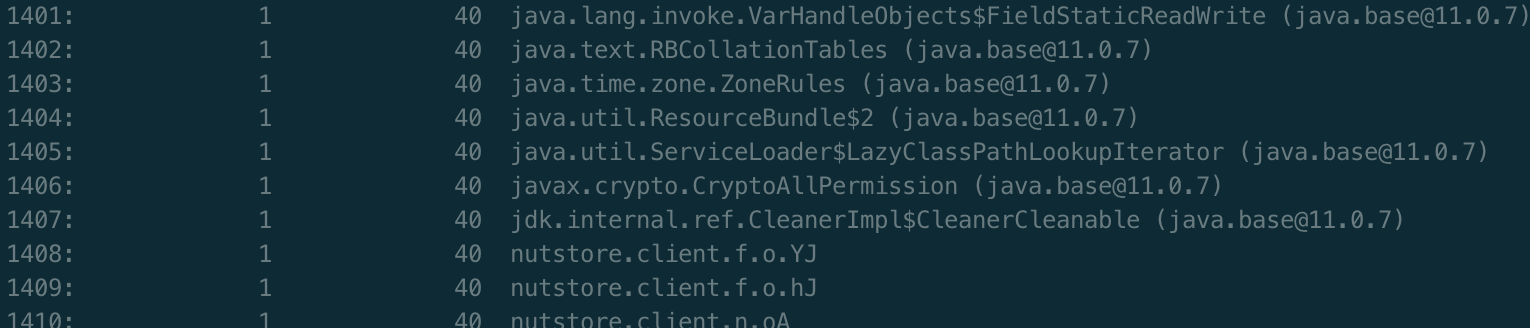 1401: 1 40 java.lang.invoke.VarHandleObjects$FieldStaticReadWrite (java.base@11.0.7)
1402: 1 40 java.text.RBCollationTables (java.base@11.0.7)
1403: 1 40 java.time.zone.ZoneRules (java.base@11.0.7)
1404: 1 40 java.util.ResourceBundle$2 (java.base@11.0.7)
1405: 1 40 java.util.ServiceLoader$LazyClassPathLookupIterator (java.base@11.0.7)
1406: 1 40 javax.crypto.CryptoAllPermission (java.base@11.0.7)
1407: 1 40 jdk.internal.ref.CleanerImpl$CleanerCleanable (java.base@11.0.7)
1408: 1 40 nutstore.client.f.o.YJ
1409: 1 40 nutstore.client.f.o.hJ
1410: 1 40 nutstore.client.n.oA